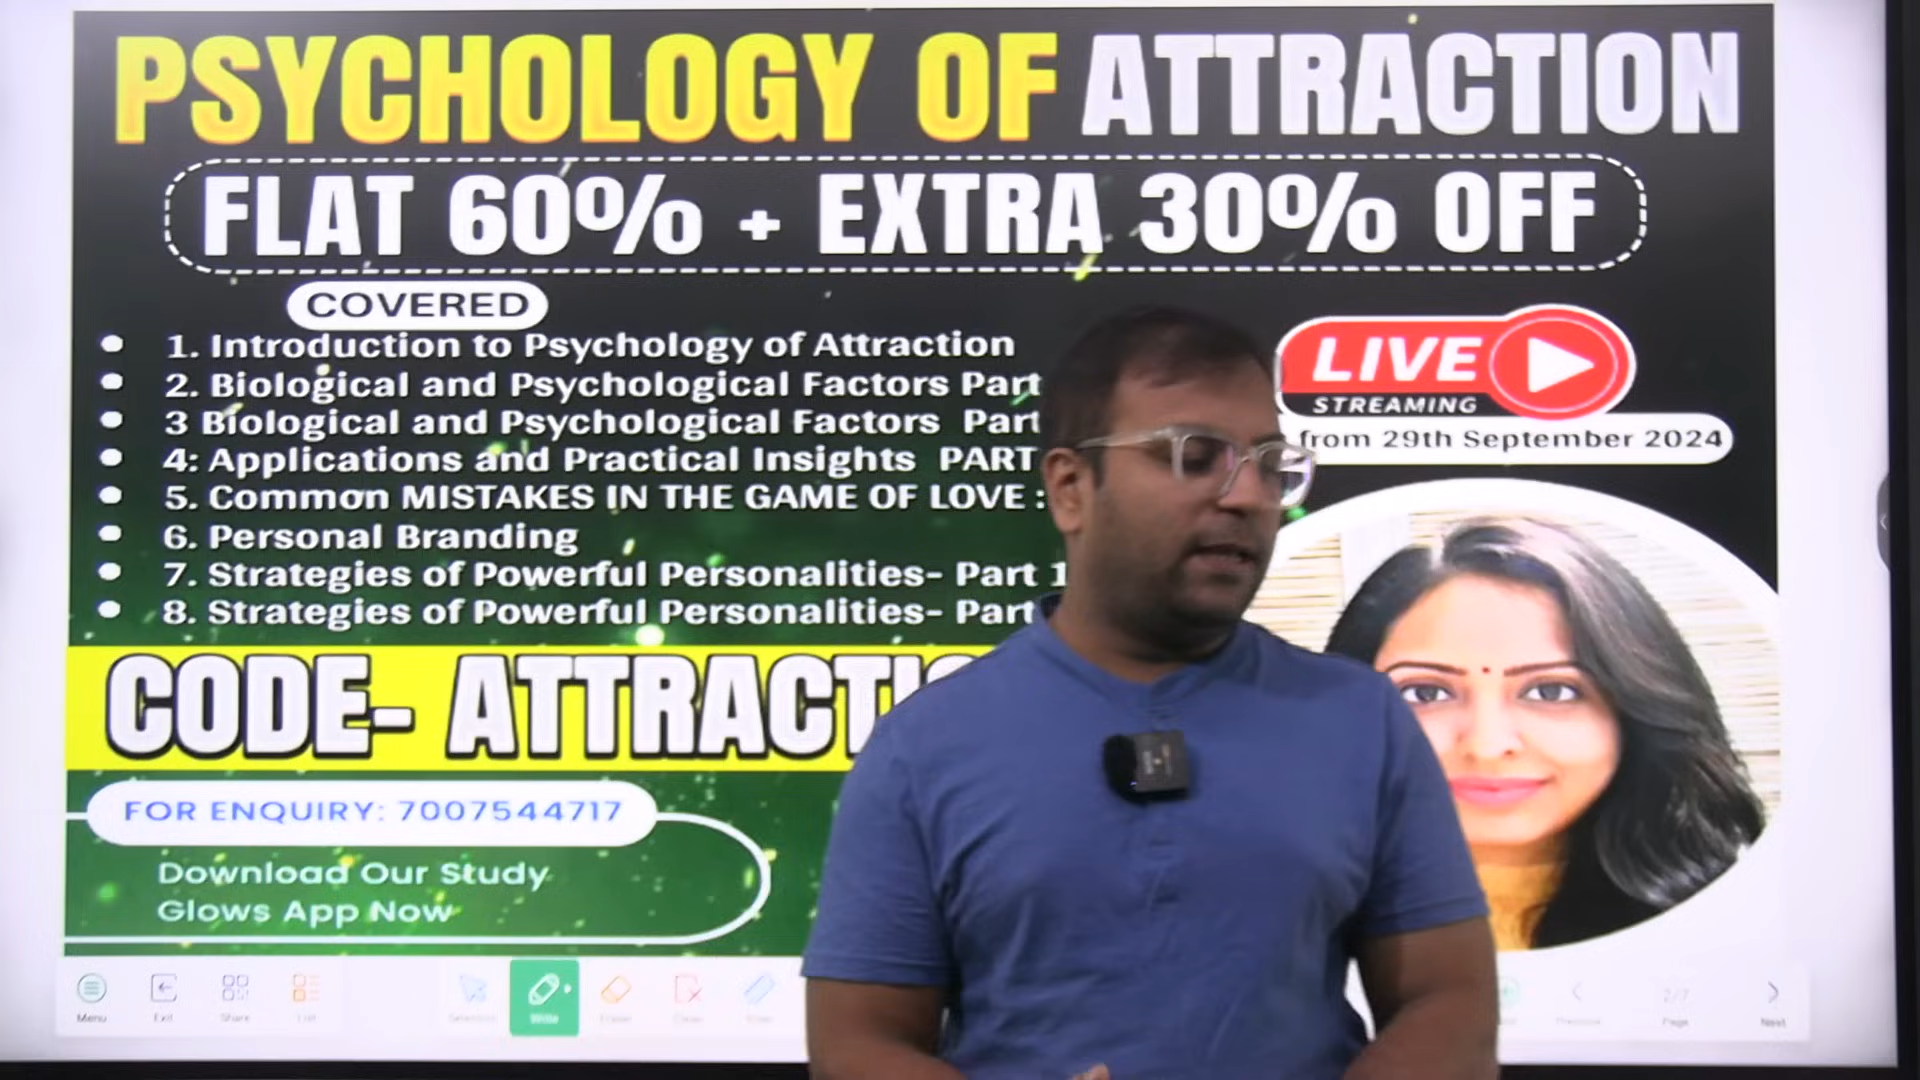 PSYCHOLOGY OF ATTRACTION
FLAT 60% + EXTRA 30% OFF
COVERED
1. Introduction to Psychology of Attraction
2. Biological and Psychological Factors Part
3 Biological and Psychological Factors Part
4: Applications and Practical Insights PART
5. Common MISTAKES IN THE GAME OF LOVE :
6. Personal Branding
7. Strategies of Powerful Personalities- Part 1
8. Strategies of Powerful Personalities- Part
LIVE
STREAMING
from 29th September 2024
CODE-
FOR ENQUIRY: 7007544717
Download Our Study
Glows App Now
Menu Exit Share List Write 2/7
Page Next